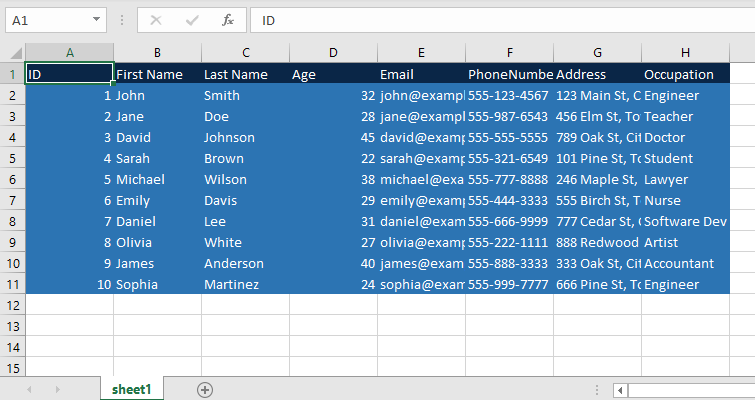 A1 fx ID
A B C D E F G H
1 ID First Name Last Name Age Email PhoneNumbe Address Occupation
2 1 John Smith 32 john@exampl 555-123-4567 123 Main St, C Engineer
3 2 Jane Doe 28 jane@exampl 555-987-6543 456 Elm St, To Teacher
4 3 David Johnson 45 david@examp 555-555-5555 789 Oak St, Cit Doctor
5 4 Sarah Brown 22 sarah@examp 555-321-6549 101 Pine St, To Student
6 5 Michael Wilson 38 michael@exa 555-777-8888 246 Maple St, Lawyer
7 6 Emily Davis 29 emily@examp 555-444-3333 555 Birch St, T Nurse
8 7 Daniel Lee 31 daniel@exam 555-666-9999 777 Cedar St, C Software Dev
9 8 Olivia White 27 olivia@examp 555-222-1111 888 Redwood Artist
10 9 James Anderson 40 james@exam 555-888-3333 333 Oak St, Cit Accountant
11 10 Sophia Martinez 24 sophia@exam 555-999-7777 666 Pine St, To Engineer
12
13
14
15
sheet1